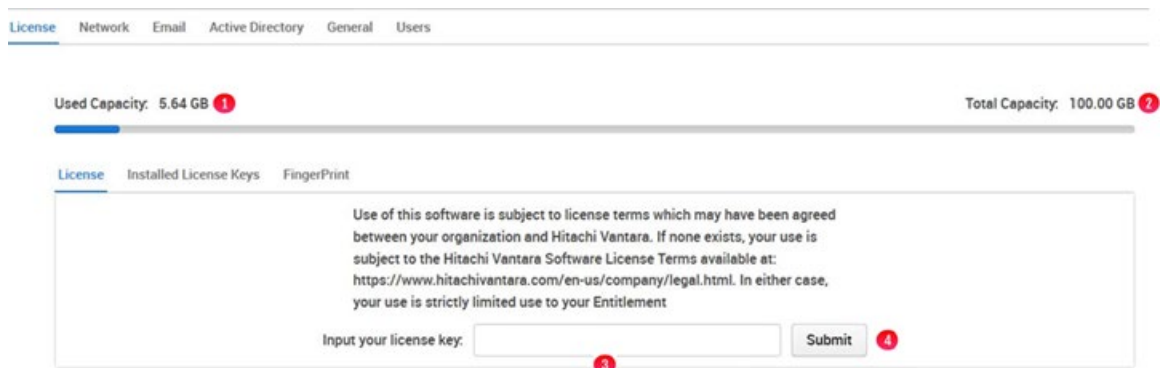 License Network Email Active Directory General Users
Used Capacity: 5.64 GB 1 Total Capacity: 100.00 GB 2
License Installed License Keys FingerPrint
Use of this software is subject to license terms which may have been agreed
between your organization and Hitachi Vantara. If none exists, your use is
subject to the Hitachi Vantara Software License Terms available at:
https://www.hitachivantara.com/en-us/company/legal.html. In either case,
your use is strictly limited use to your Entitlement
Input your license key: Submit 4
3